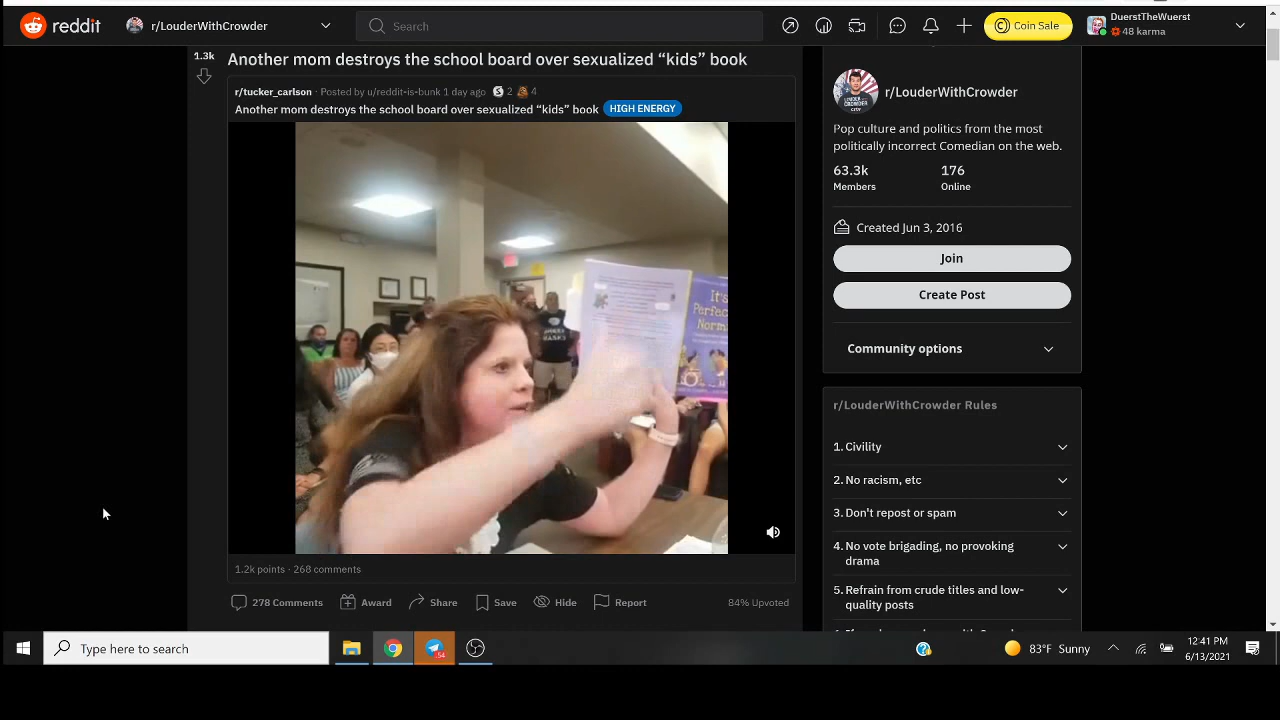 reddit
r/LouderWithCrowder
Search
Coin Sale
DuerstTheWuerst
48 karma
1.3k
Another mom destroys the school board over sexualized “kids” book
r/tucker_carlson · Posted by u/reddit-is-bunk 1 day ago 2 4
Another mom destroys the school board over sexualized “kids” book HIGH ENERGY
It's
Perfec
Norm
1.2k points · 268 comments
278 Comments Award Share Save Hide Report 84% Upvoted
r/LouderWithCrowder
Pop culture and politics from the most
politically incorrect Comedian on the web.
63.3k 176
Members Online
Created Jun 3, 2016
Join
Create Post
Community options
r/LouderWithCrowder Rules
1. Civility
2. No racism, etc
3. Don't repost or spam
4. No vote brigading, no provoking
drama
5. Refrain from crude titles and low-
quality posts
Type here to search
54
83°F Sunny
12:41 PM
6/13/2021